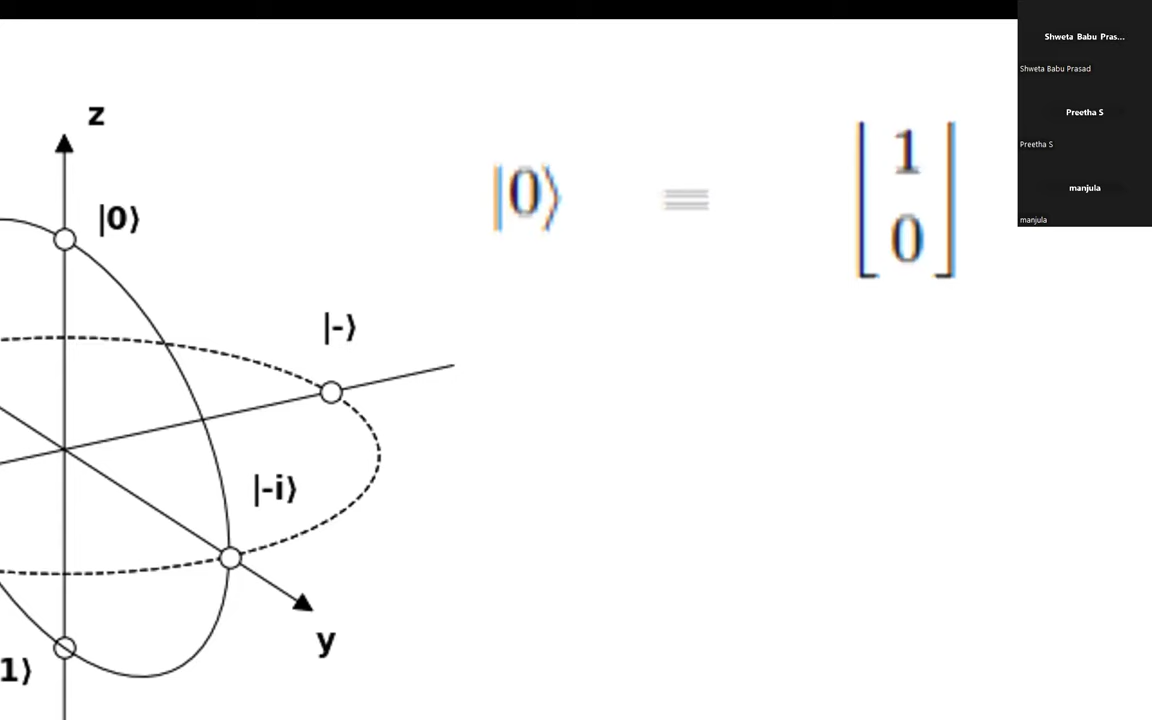 z
|0⟩
|-⟩
|-i⟩
y
1⟩
|0⟩ ≡ [1 0]
Shweta Babu Pras...
Shweta Babu Prasad
Preetha S
Preetha S
manjula
manjula